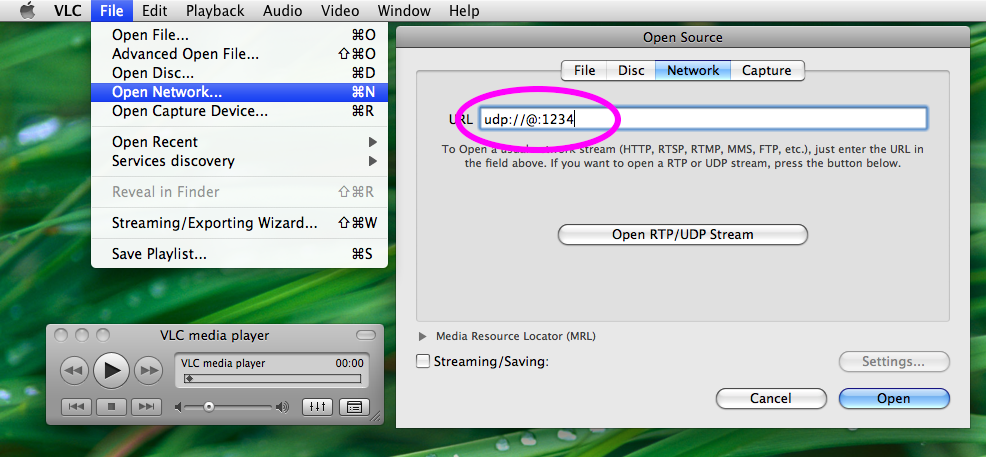 VLC File Edit Playback Audio Video Window Help
Open File... ⌘O
Advanced Open File... ⇧⌘O
Open Disc... ⌘D
Open Network... ⌘N
Open Capture Device... ⌘R
Open Recent
Services discovery
Reveal in Finder ⇧⌘R
Streaming/Exporting Wizard... ⇧⌘W
Save Playlist... ⌘S
Open Source
File Disc Network Capture
URL udp://@:1234
To Open a usual network stream (HTTP, RTSP, RTMP, MMS, FTP, etc.), just enter the URL in
the field above. If you want to open a RTP or UDP stream, press the button below.
Open RTP/UDP Stream
Media Resource Locator (MRL)
Streaming/Saving:
Settings...
Cancel Open
VLC media player
VLC media player 00:00